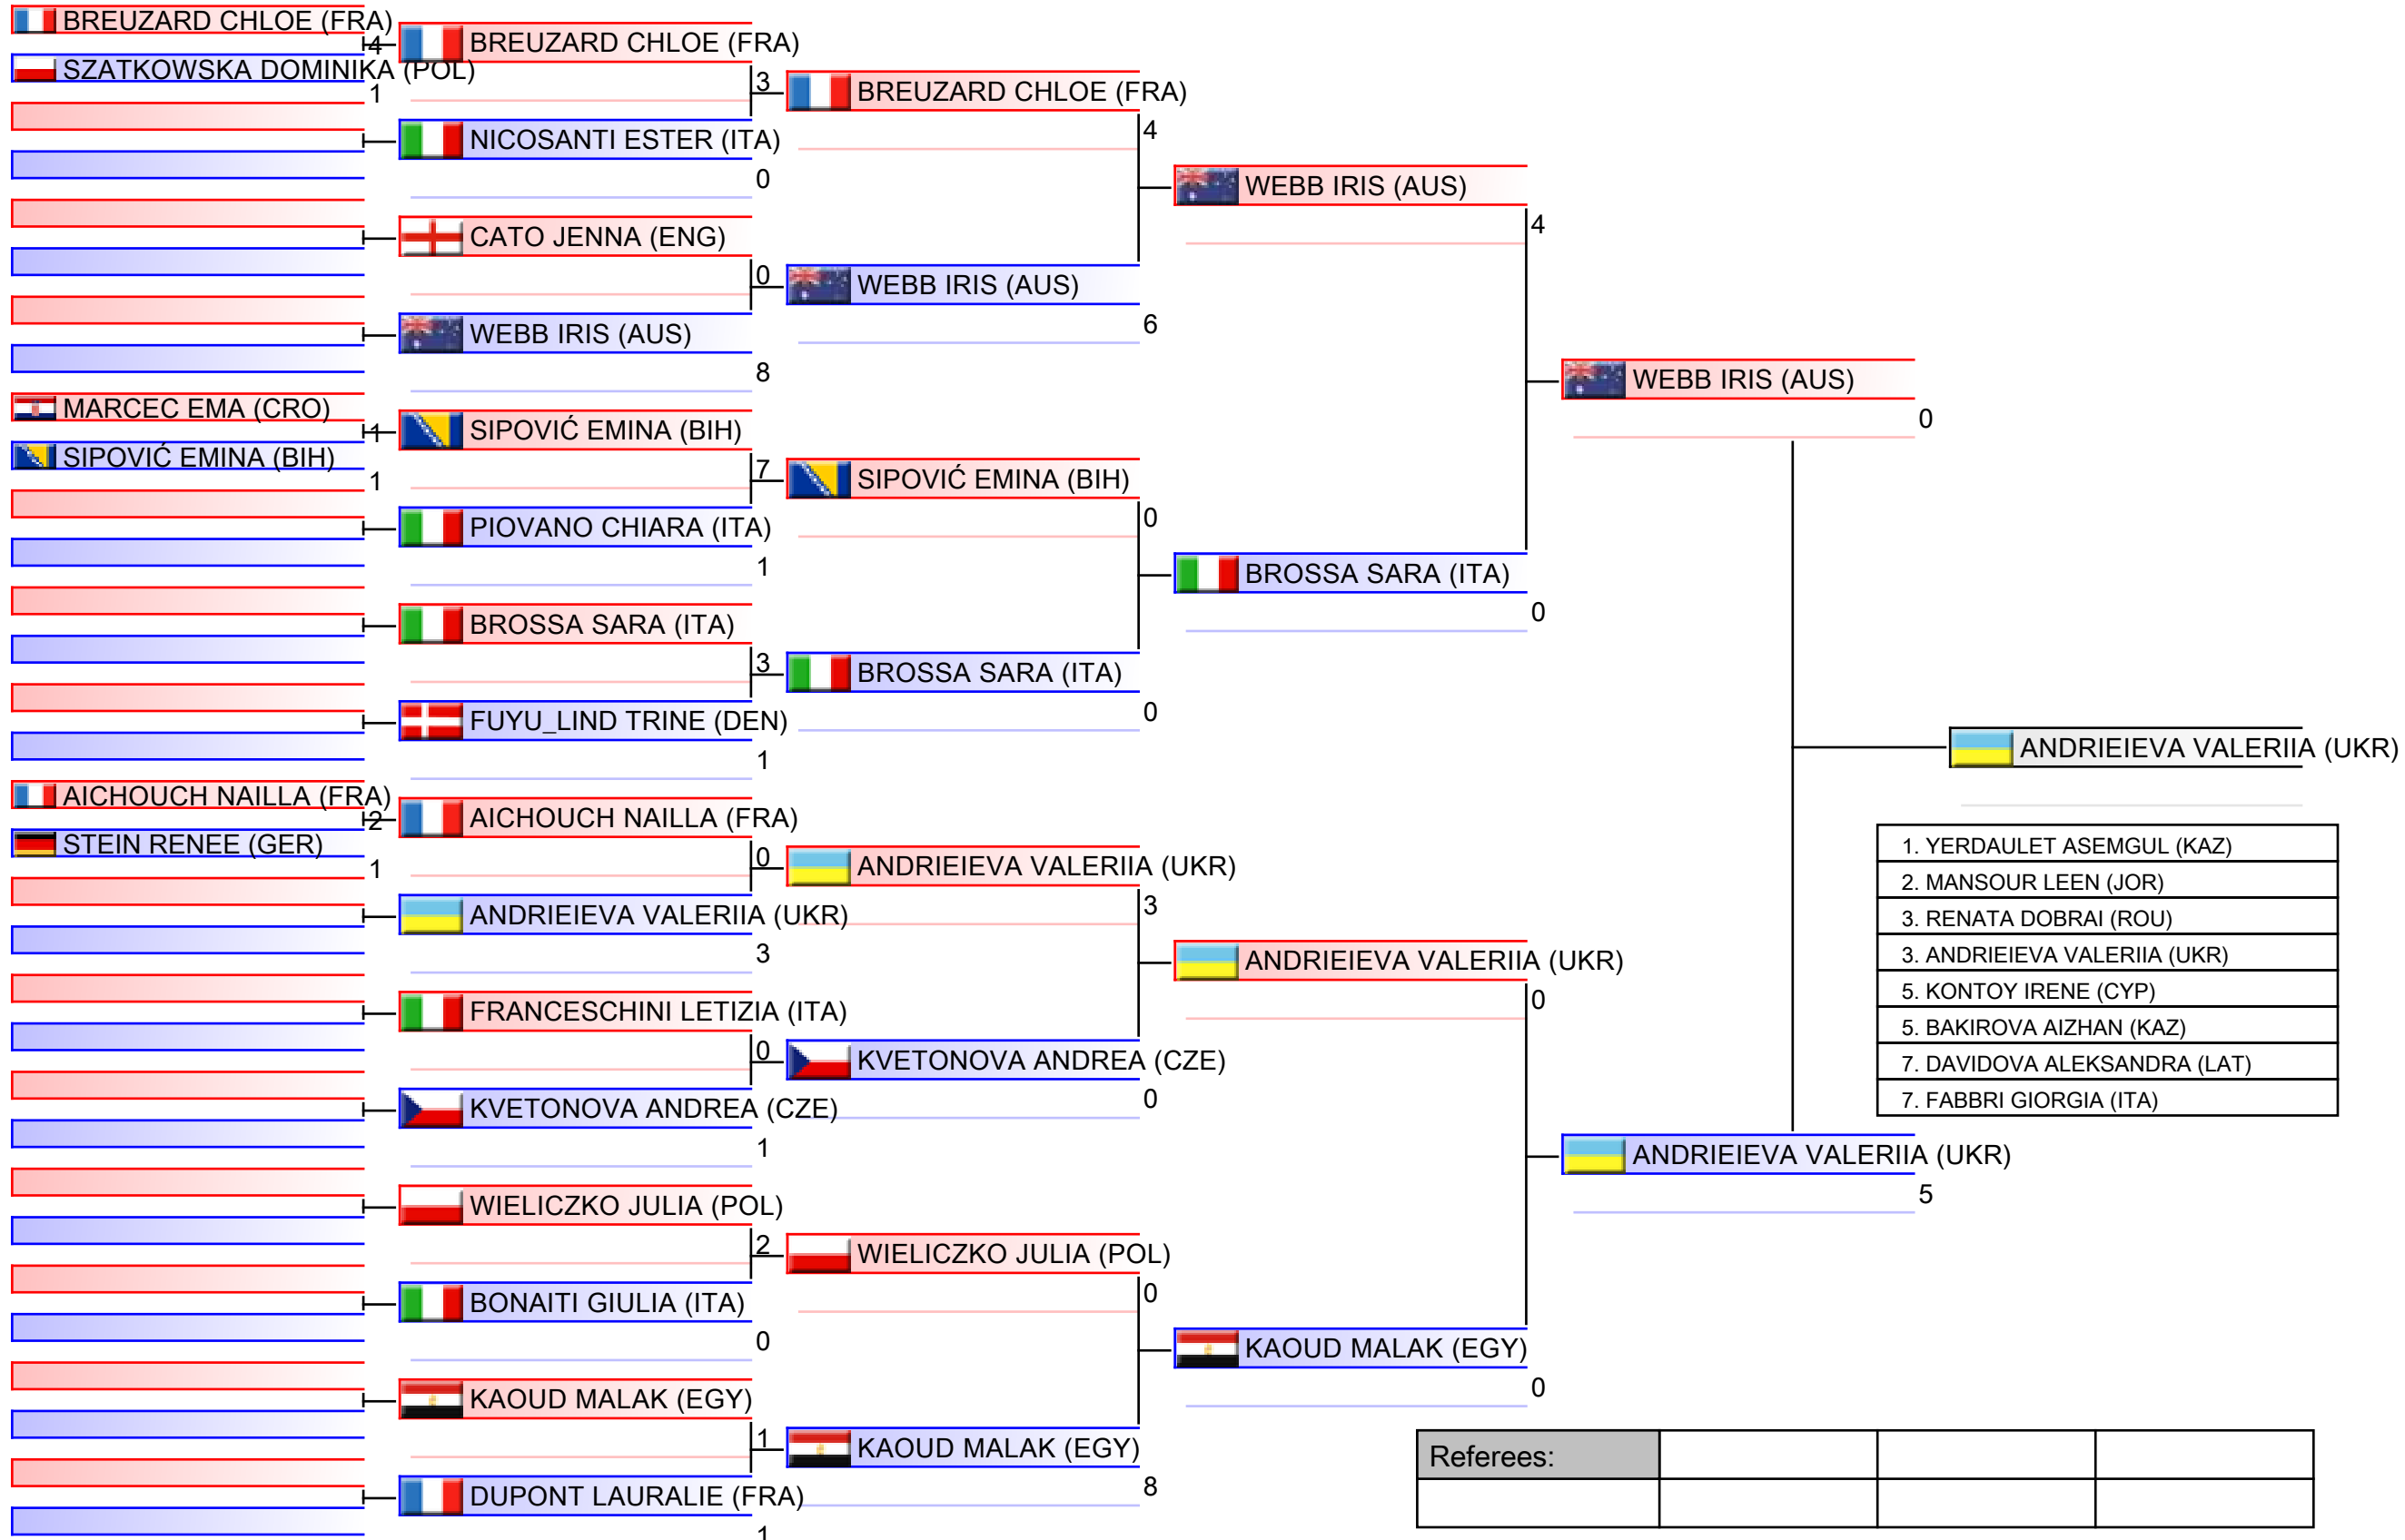 BREUZARD CHLOE (FRA)
4
SZATKOWSKA DOMINIKA (POL)
1
MARCEC EMA (CRO)
1
SIPOVIĆ EMINA (BIH)
1
AICHOUCH NAILLA (FRA)
2
STEIN RENEE (GER)
1
BREUZARD CHLOE (FRA)
3
NICOSANTI ESTER (ITA)
0
CATO JENNA (ENG)
0
WEBB IRIS (AUS)
8
SIPOVIĆ EMINA (BIH)
7
PIOVANO CHIARA (ITA)
1
BROSSA SARA (ITA)
3
FUYU_LIND TRINE (DEN)
1
AICHOUCH NAILLA (FRA)
0
ANDRIEIEVA VALERIIA (UKR)
3
FRANCESCHINI LETIZIA (ITA)
0
KVETONOVA ANDREA (CZE)
1
WIELICZKO JULIA (POL)
2
BONAITI GIULIA (ITA)
0
KAOUD MALAK (EGY)
1
DUPONT LAURALIE (FRA)
1
BREUZARD CHLOE (FRA)
4
WEBB IRIS (AUS)
6
SIPOVIĆ EMINA (BIH)
0
BROSSA SARA (ITA)
0
ANDRIEIEVA VALERIIA (UKR)
3
KVETONOVA ANDREA (CZE)
0
WIELICZKO JULIA (POL)
0
KAOUD MALAK (EGY)
8
WEBB IRIS (AUS)
4
BROSSA SARA (ITA)
0
ANDRIEIEVA VALERIIA (UKR)
0
KAOUD MALAK (EGY)
0
WEBB IRIS (AUS)
0
ANDRIEIEVA VALERIIA (UKR)
5
ANDRIEIEVA VALERIIA (UKR)
1. YERDAULET ASEMGUL (KAZ)
2. MANSOUR LEEN (JOR)
3. RENATA DOBRAI (ROU)
3. ANDRIEIEVA VALERIIA (UKR)
5. KONTOY IRENE (CYP)
5. BAKIROVA AIZHAN (KAZ)
7. DAVIDOVA ALEKSANDRA (LAT)
7. FABBRI GIORGIA (ITA)
Referees: